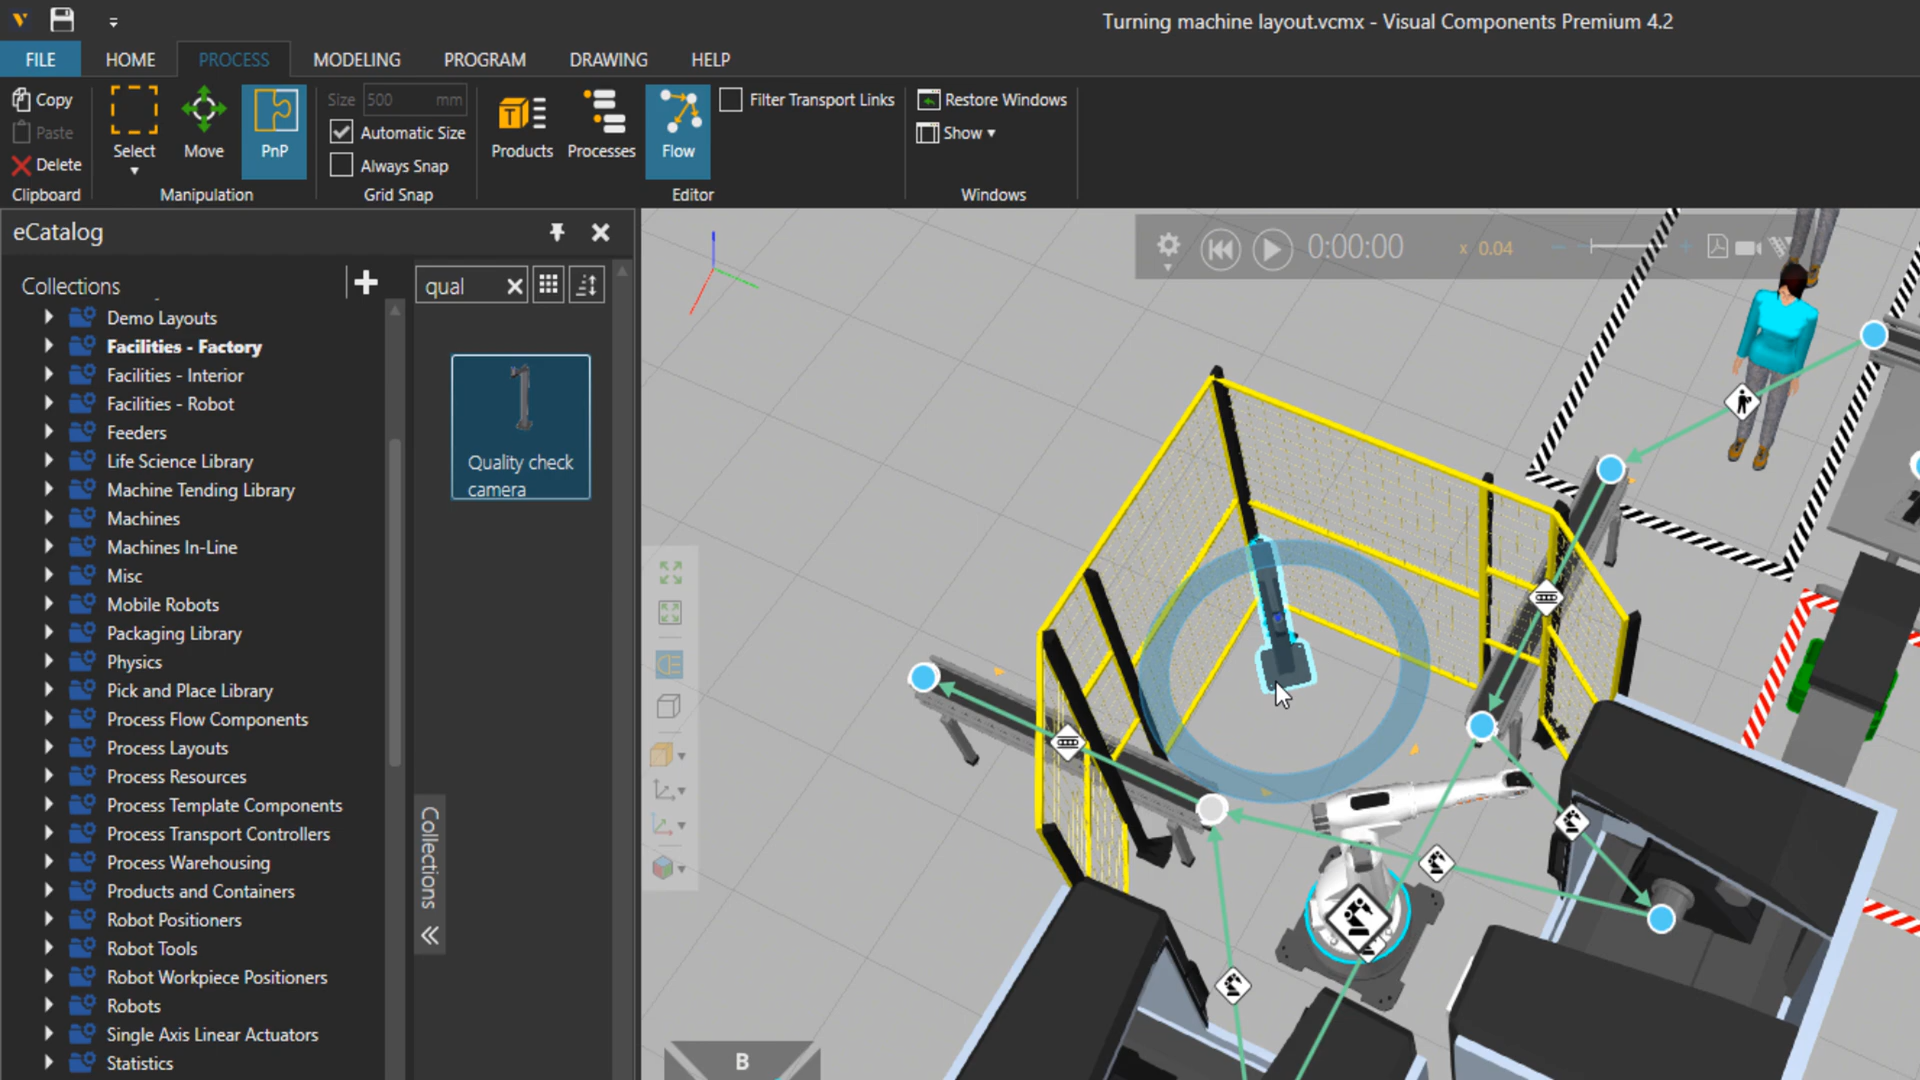 Turning machine layout.vcmx - Visual Components Premium 4.2
FILE HOME PROCESS MODELING PROGRAM DRAWING HELP
Copy
Paste
Delete
Clipboard
Select
Move
PnP
Manipulation
Size 500 mm
Automatic Size
Always Snap
Grid Snap
Products
Processes
Flow
Filter Transport Links
Editor
Restore Windows
Show
Windows
eCatalog
Collections
qual
Demo Layouts
Facilities - Factory
Facilities - Interior
Facilities - Robot
Feeders
Life Science Library
Machine Tending Library
Machines
Machines In-Line
Misc
Mobile Robots
Packaging Library
Physics
Pick and Place Library
Process Flow Components
Process Layouts
Process Resources
Process Template Components
Process Transport Controllers
Process Warehousing
Products and Containers
Robot Positioners
Robot Tools
Robot Workpiece Positioners
Robots
Single Axis Linear Actuators
Statistics
Quality check
camera
Collections
0:00:00
x 0.04
B